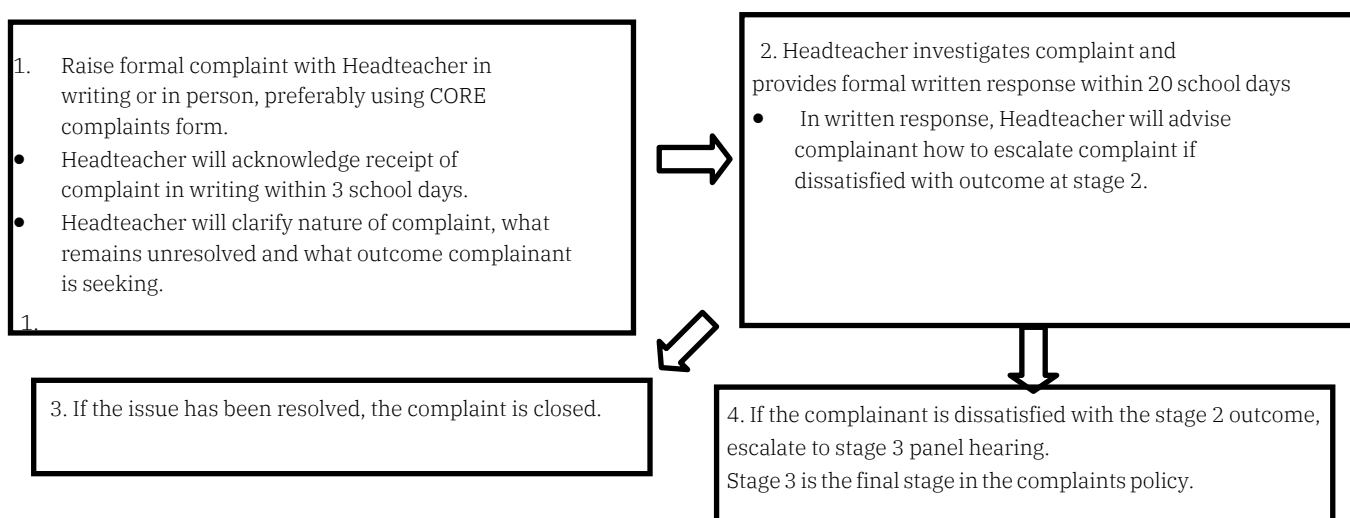 1. Raise formal complaint with Headteacher in
writing or in person, preferably using CORE
complaints form.
• Headteacher will acknowledge receipt of
complaint in writing within 3 school days.
• Headteacher will clarify nature of complaint, what
remains unresolved and what outcome complainant
is seeking.
1.
2. Headteacher investigates complaint and
provides formal written response within 20 school days
• In written response, Headteacher will advise
complainant how to escalate complaint if
dissatisfied with outcome at stage 2.
3. If the issue has been resolved, the complaint is closed.
4. If the complainant is dissatisfied with the stage 2 outcome,
escalate to stage 3 panel hearing.
Stage 3 is the final stage in the complaints policy.